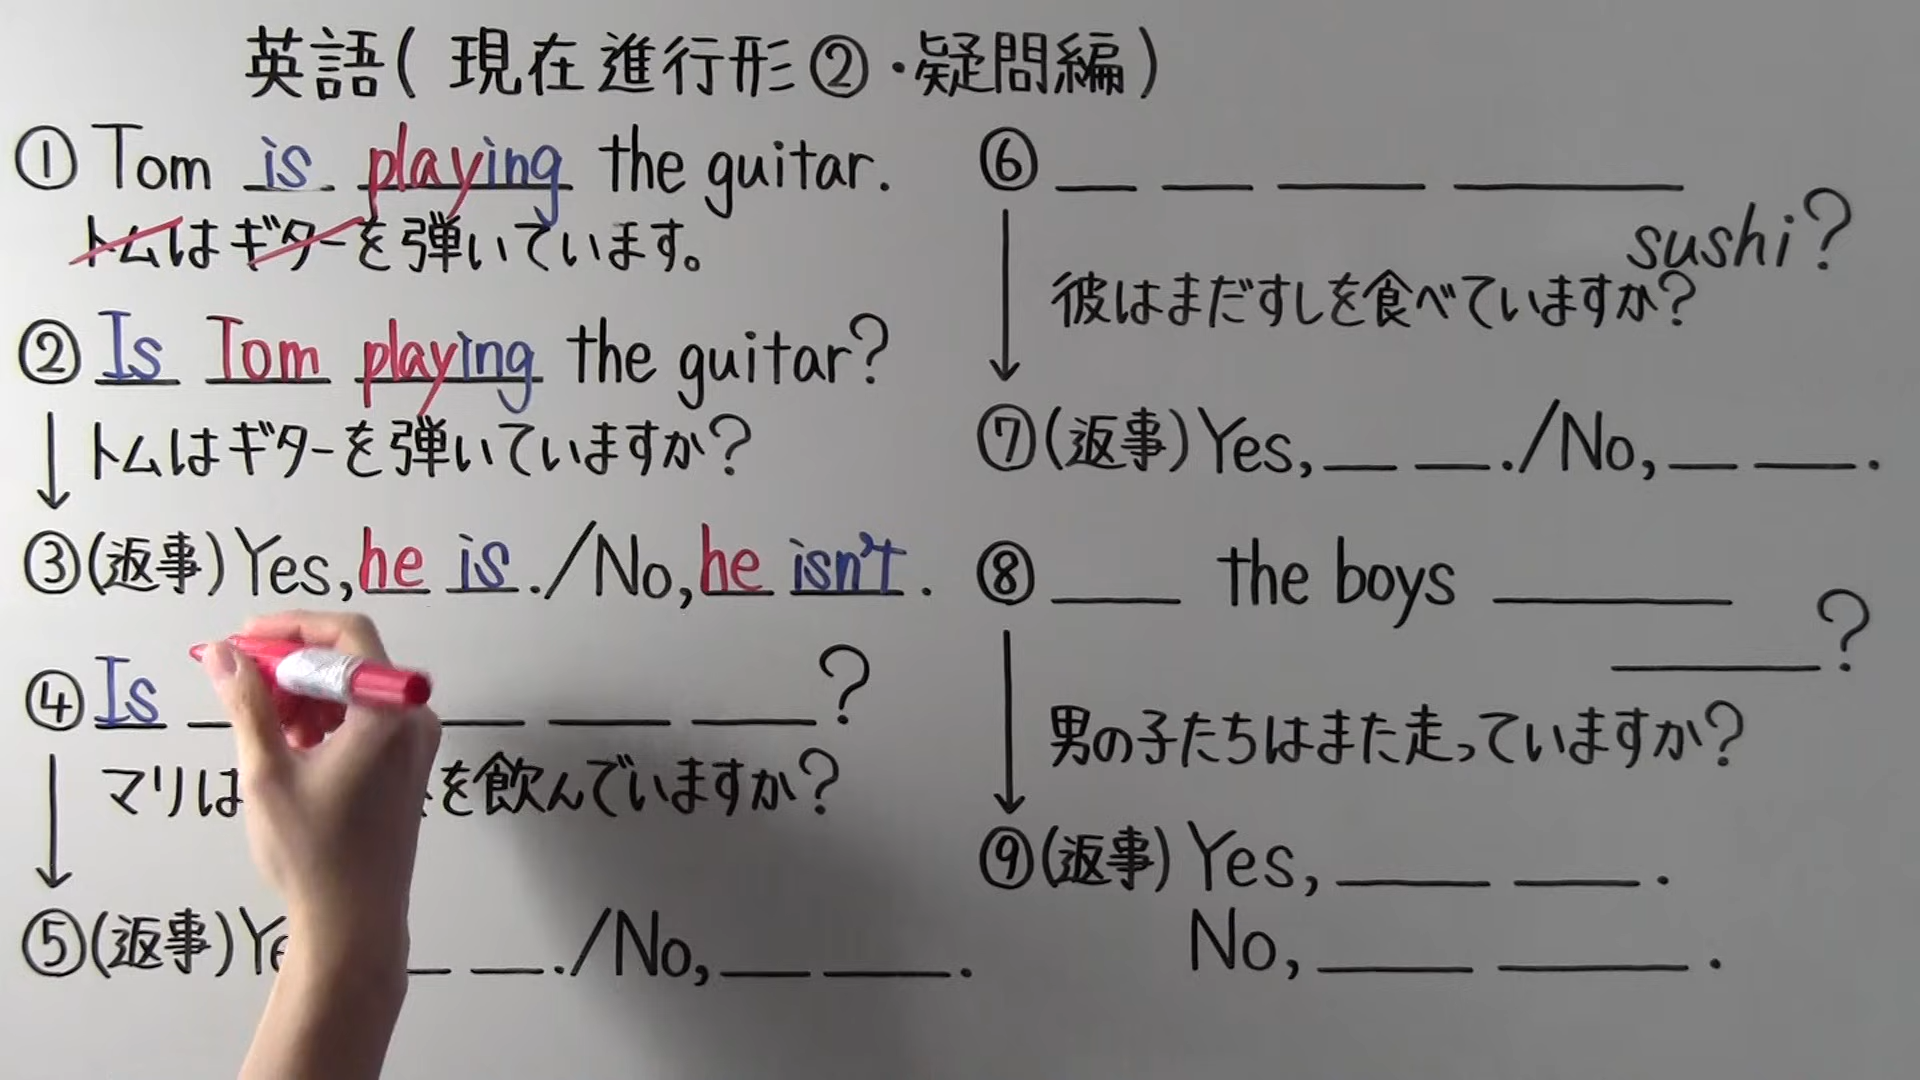 英語(現在進行形②・疑問編)
① Tom is playing the guitar.
トムはギターを弾いています。
② Is Tom playing the guitar?
トムはギターを弾いていますか?
③(返事)Yes, he is./No, he isn't.
④ Is ?
マリは を飲んでいますか?
⑤(返事) ./No, .
⑥
sushi?
彼はまだすしを食べていますか?
⑦(返事)Yes, ./No, .
⑧ the boys
?
男の子たちはまた走っていますか?
⑨(返事)Yes, .
No, .